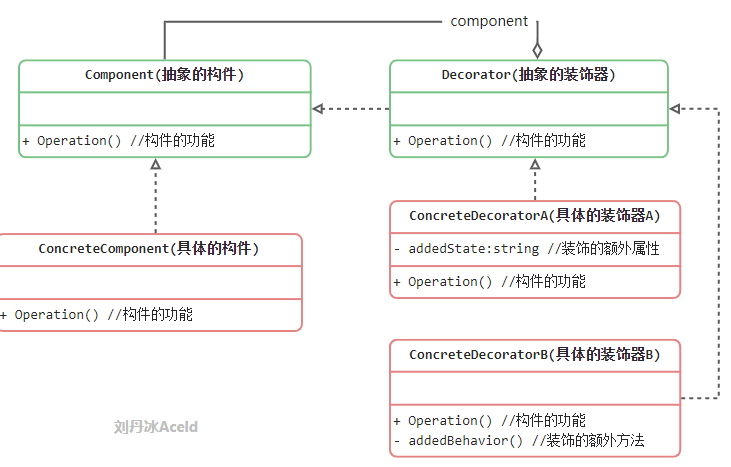 component
Component(抽象的构件)
+ Operation() //构件的功能
Decorator(抽象的装饰器)
+ Operation() //构件的功能
ConcreteComponent(具体的构件)
+ Operation() //构件的功能
ConcreteDecoratorA(具体的装饰器A)
- addedState:string //装饰的额外属性
+ Operation() //构件的功能
ConcreteDecoratorB(具体的装饰器B)
+ Operation() //构件的功能
- addedBehavior() //装饰的额外方法
刘丹冰Aceld